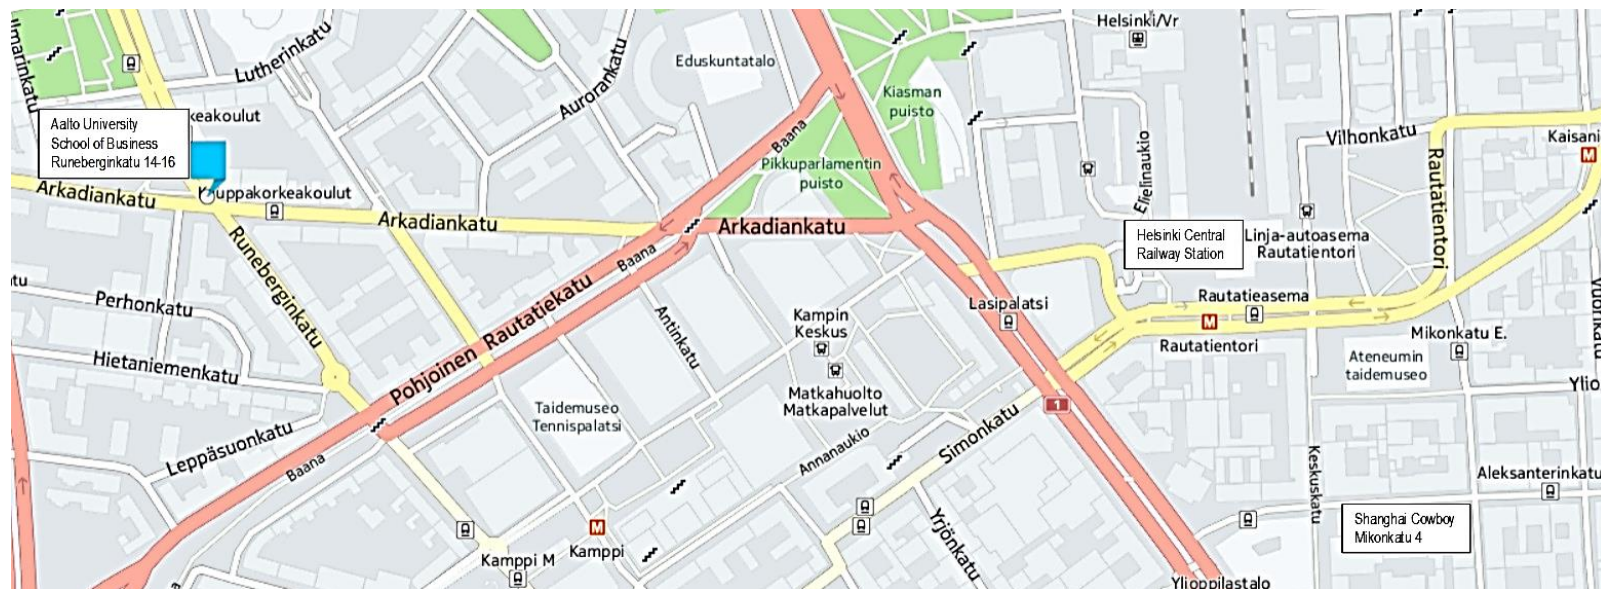 Ilmarinkatu
Lutherinkatu
Aurorankatu
Eduskuntatalo
Kiasman
puisto
Helsinki/Vr
Elielinaukio
Vilhonkatu
Rautatientori
Kaisani
M
keakoulut
Aalto University
School of Business
Runeberginkatu 14-16
Arkadiankatu
Kauppakorkeakoulut
Arkadiankatu
Arkadiankatu
Baana
Pikkuparlamentin
puisto
Helsinki Central
Railway Station
Linja-autoasema
Rautatientori
Runeberginkatu
Baana
tu
Perhonkatu
Hietaniemenkatu
Pohjoinen Rautatiekatu
Antinkatu
Kampin
Keskus
Matkahuolto
Matkapalvelut
Lasipalatsi
Rautatieasema
M
Rautatientori
Mikonkatu E.
Vuorikatu
Ateneumin
taidemuseo
Ylio
1
Taidemuseo
Tennispalatsi
Leppäsuonkatu
Baana
Annanaukio
Simonkatu
Yrjönkatu
Keskuskatu
Aleksanterinkatu
Shanghai Cowboy
Mikonkatu 4
M
Kamppi M
Kamppi
Ylioppilastalo